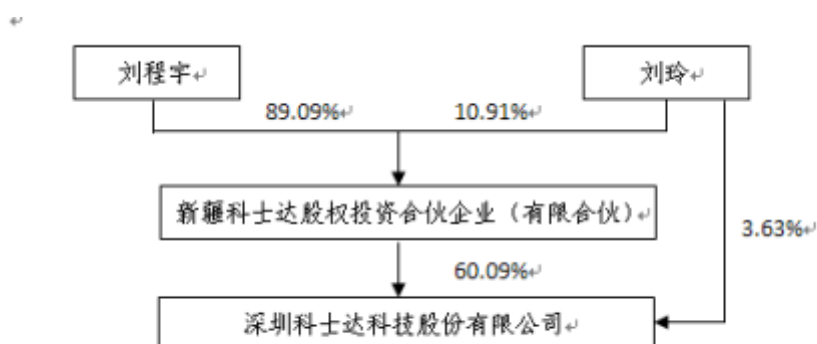 刘程宇
刘玲
89.09%
10.91%
新疆科士达股权投资合伙企业（有限合伙）
3.63%
60.09%
深圳科士达科技股份有限公司